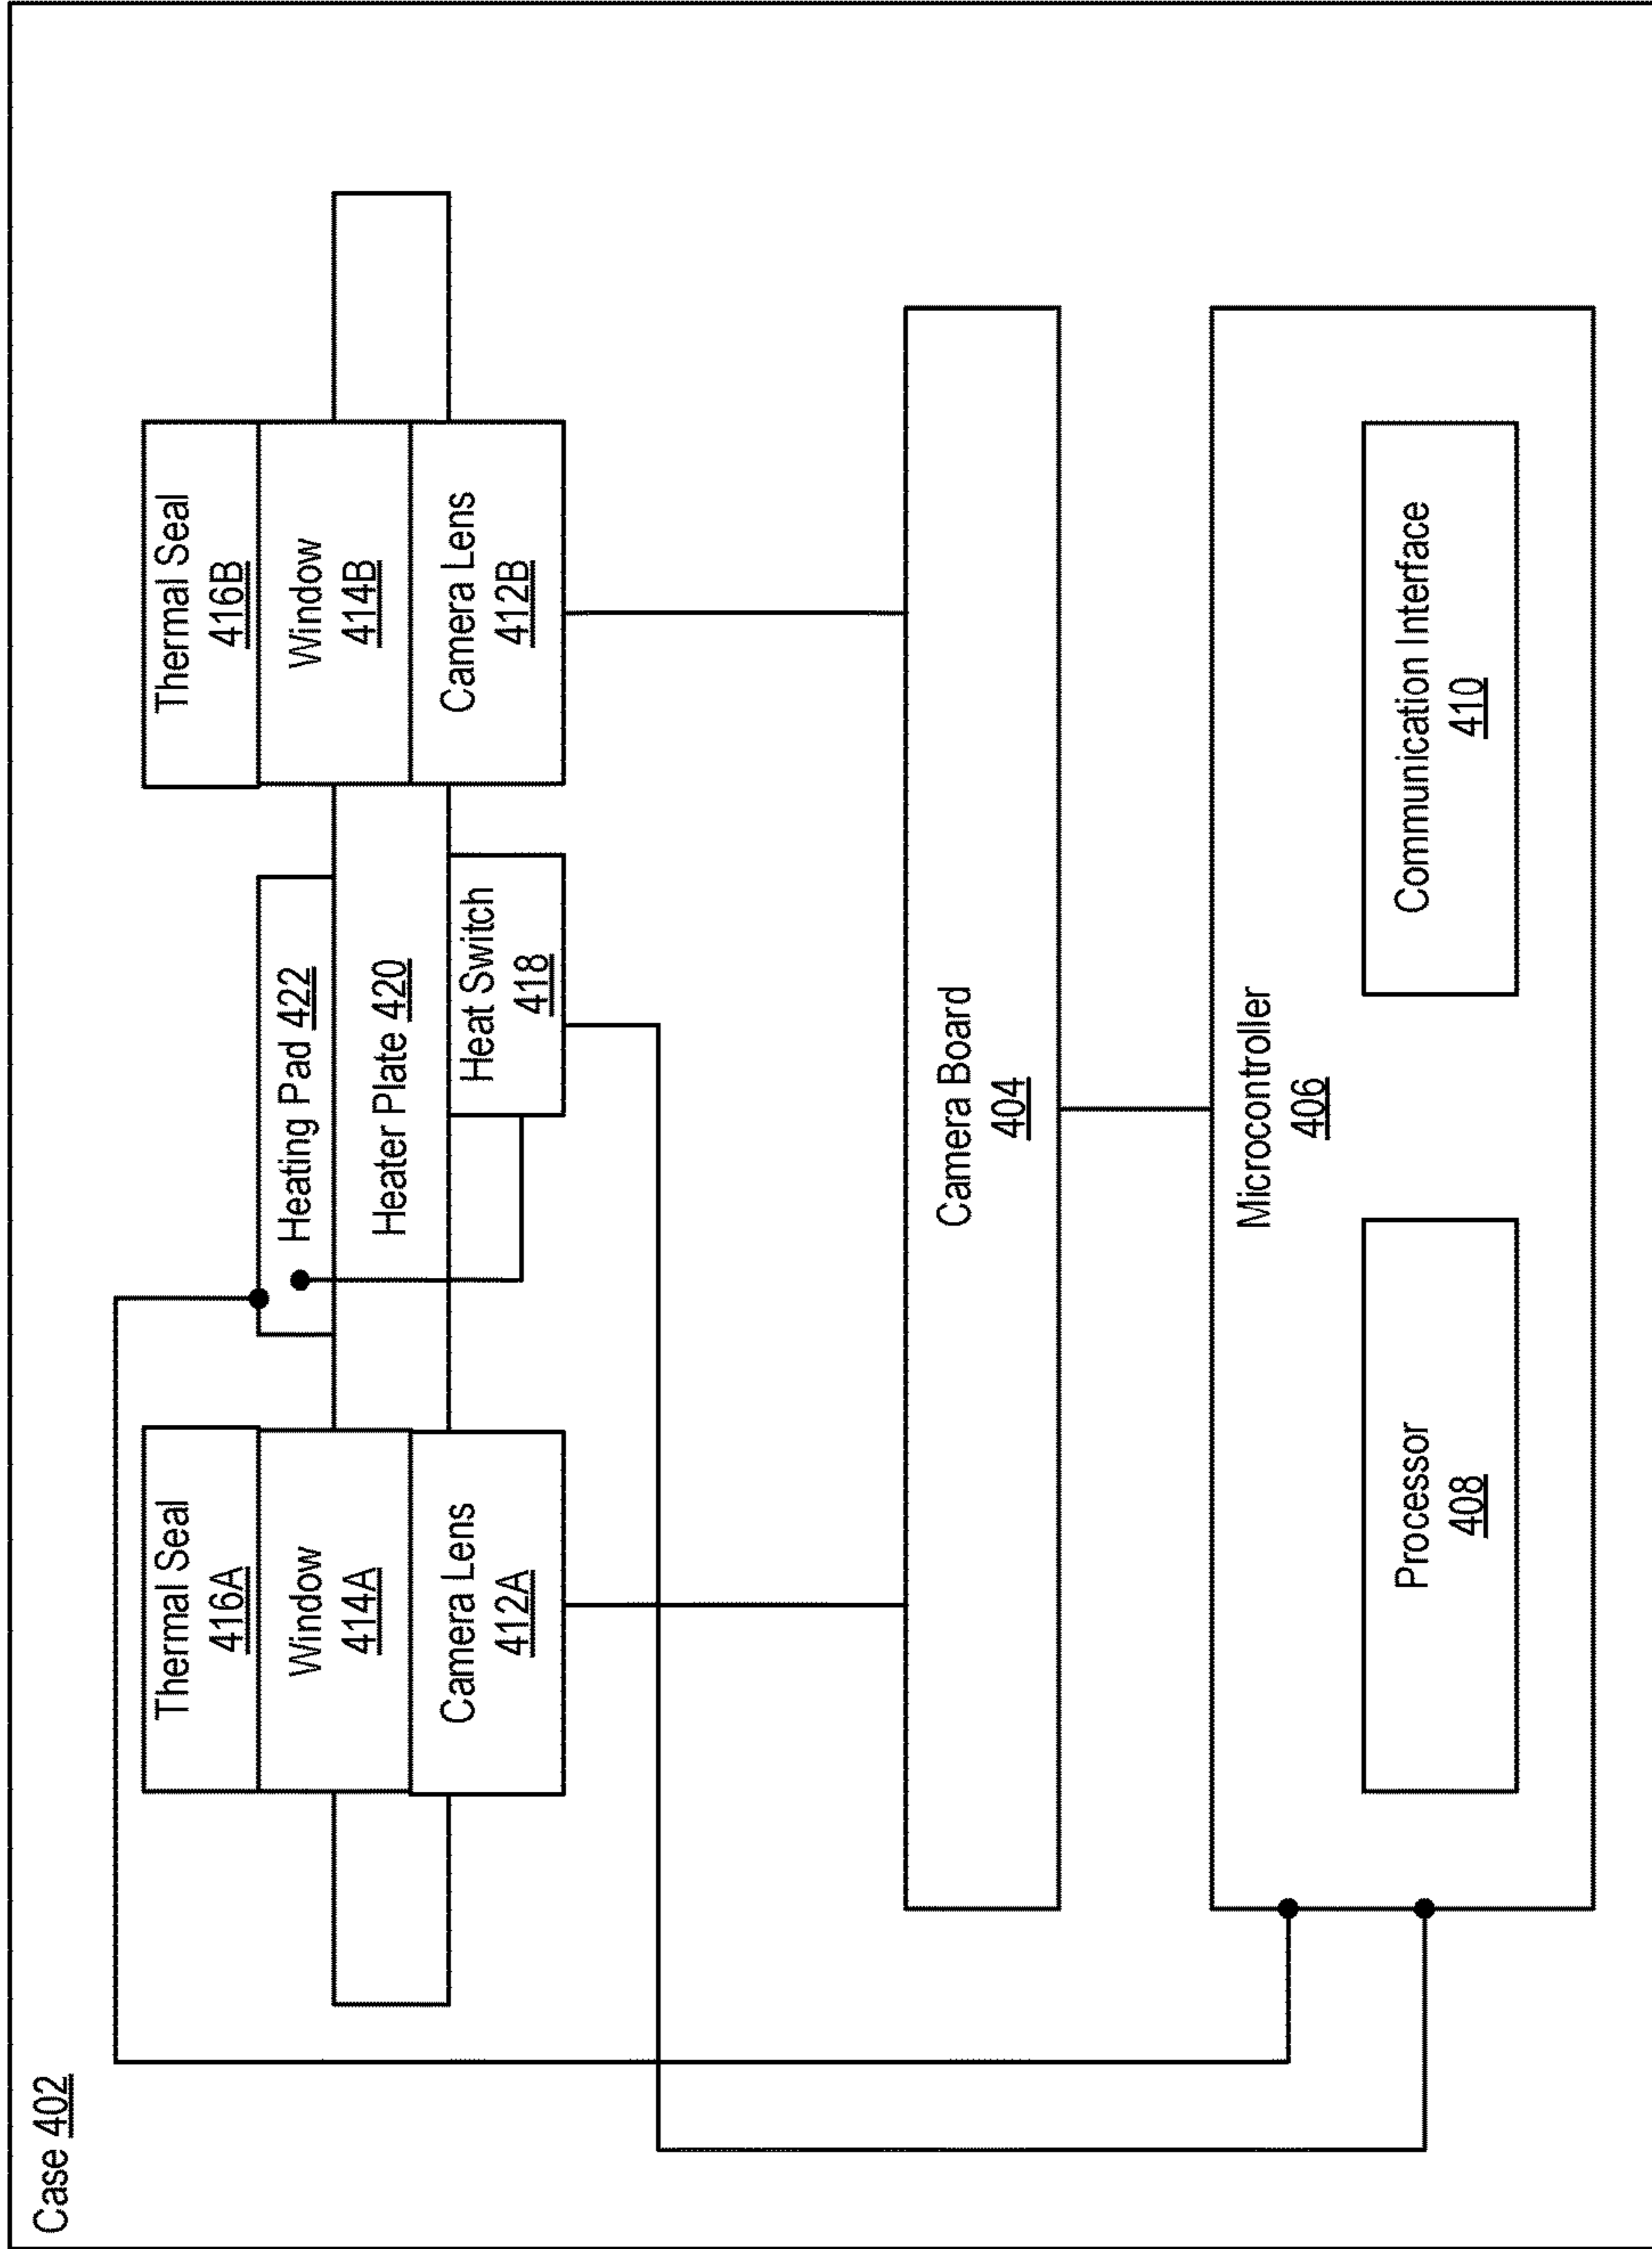 Case 402
Thermal Seal
416A
Window
414A
Camera Lens
412A
Heating Pad 422
Heater Plate 420
Heat Switch
418
Thermal Seal
416B
Window
414B
Camera Lens
412B
Camera Board
404
Microcontroller
406
Processor
408
Communication Interface
410